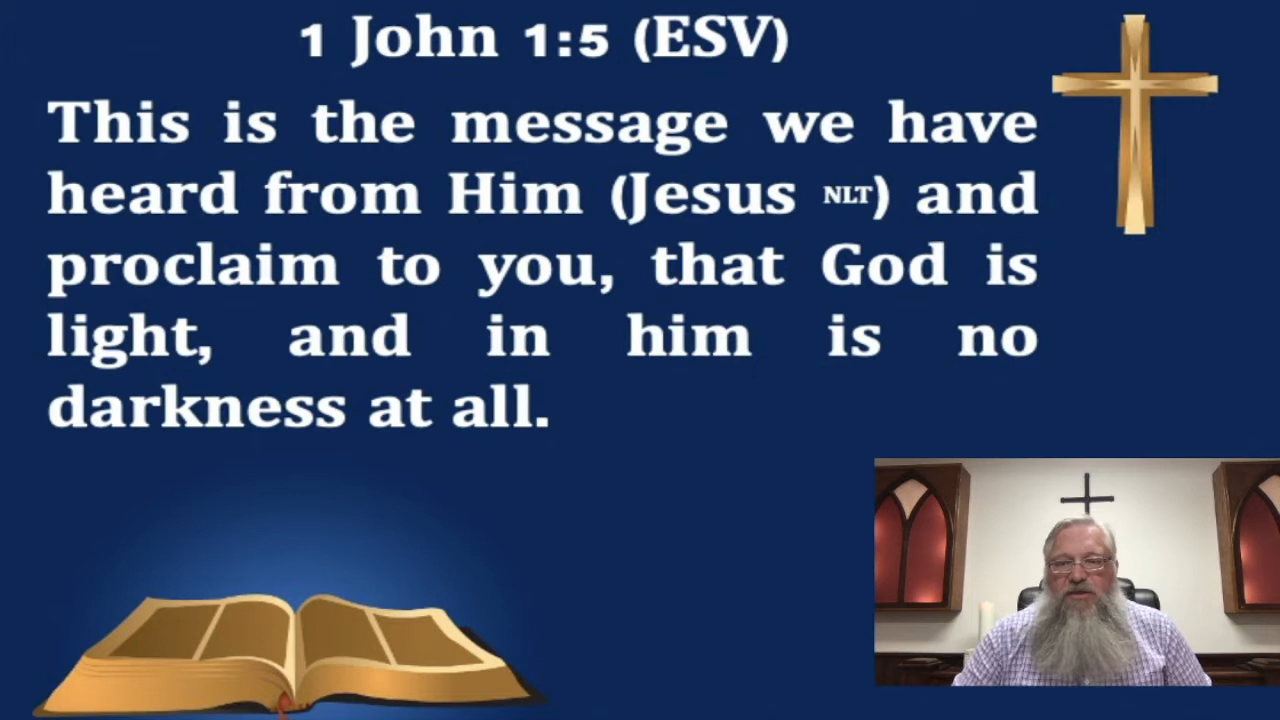 1 John 1:5 (ESV)
This is the message we have
heard from Him (Jesus NLT) and
proclaim to you, that God is
light, and in him is no
darkness at all.